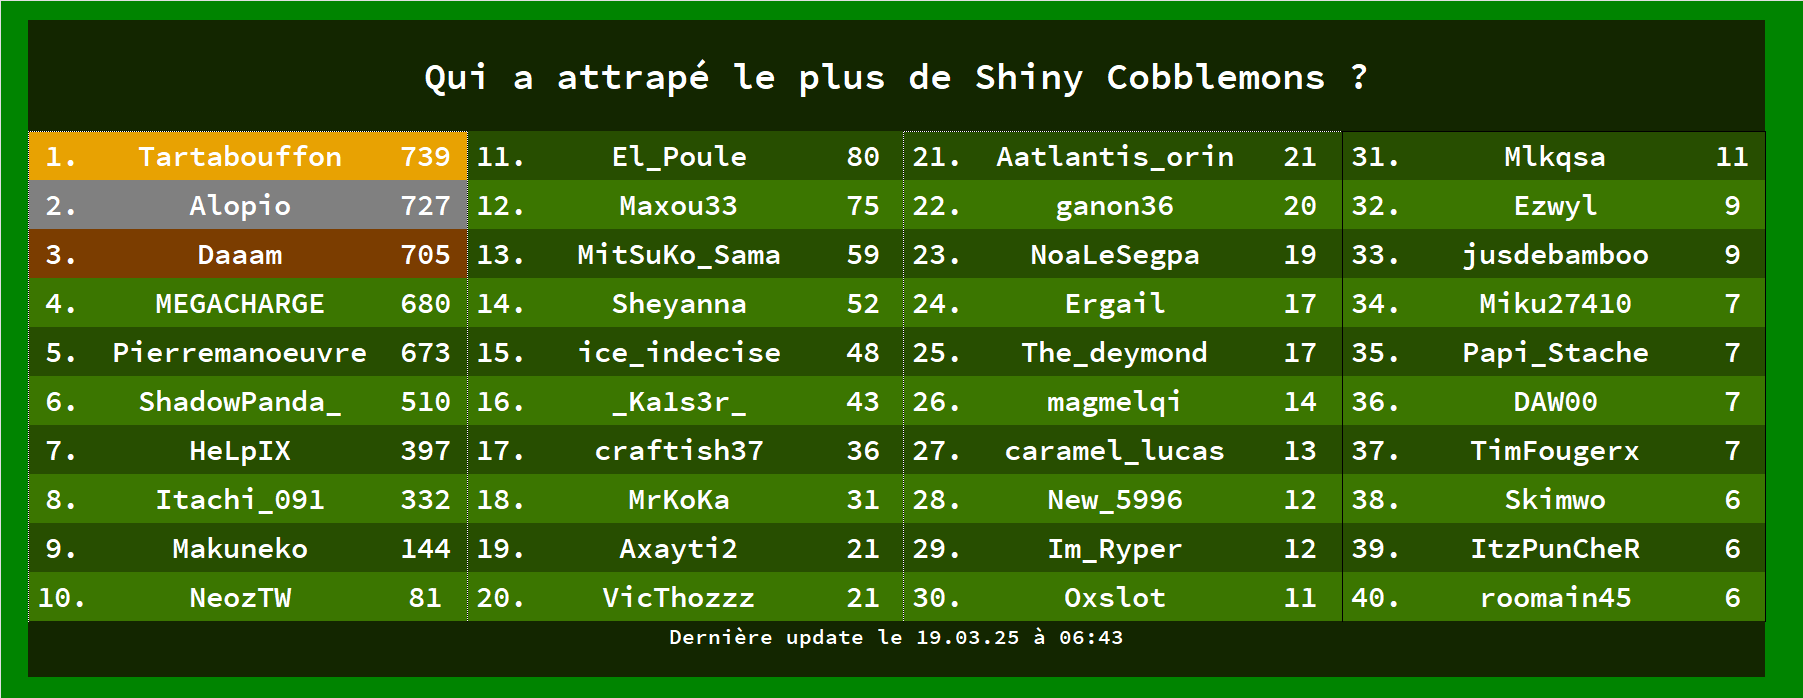 Qui a attrapé le plus de Shiny Cobblemons ?
1. Tartabouffon 739 11. El_Poule 80 21. Aatlantis_orin 21 31. Mlkqsa 11
2. Alopio 727 12. Maxou33 75 22. ganon36 20 32. Ezwyl 9
3. Daaam 705 13. MitSuKo_Sama 59 23. NoaLeSegpa 19 33. jusdebamboo 9
4. MEGACHARGE 680 14. Sheyanna 52 24. Ergail 17 34. Miku27410 7
5. Pierremanoeuvre 673 15. ice_indecise 48 25. The_deymond 17 35. Papi_Stache 7
6. ShadowPanda_ 510 16. _Ka1s3r_ 43 26. magmelqi 14 36. DAW00 7
7. HeLpIX 397 17. craftish37 36 27. caramel_lucas 13 37. TimFougerx 7
8. Itachi_091 332 18. MrKoKa 31 28. New_5996 12 38. Skimwo 6
9. Makuneko 144 19. Axayti2 21 29. Im_Ryper 12 39. ItzPunCheR 6
10. NeozTW 81 20. VicThozzz 21 30. Oxslot 11 40. roomain45 6
Dernière update le 19.03.25 à 06:43